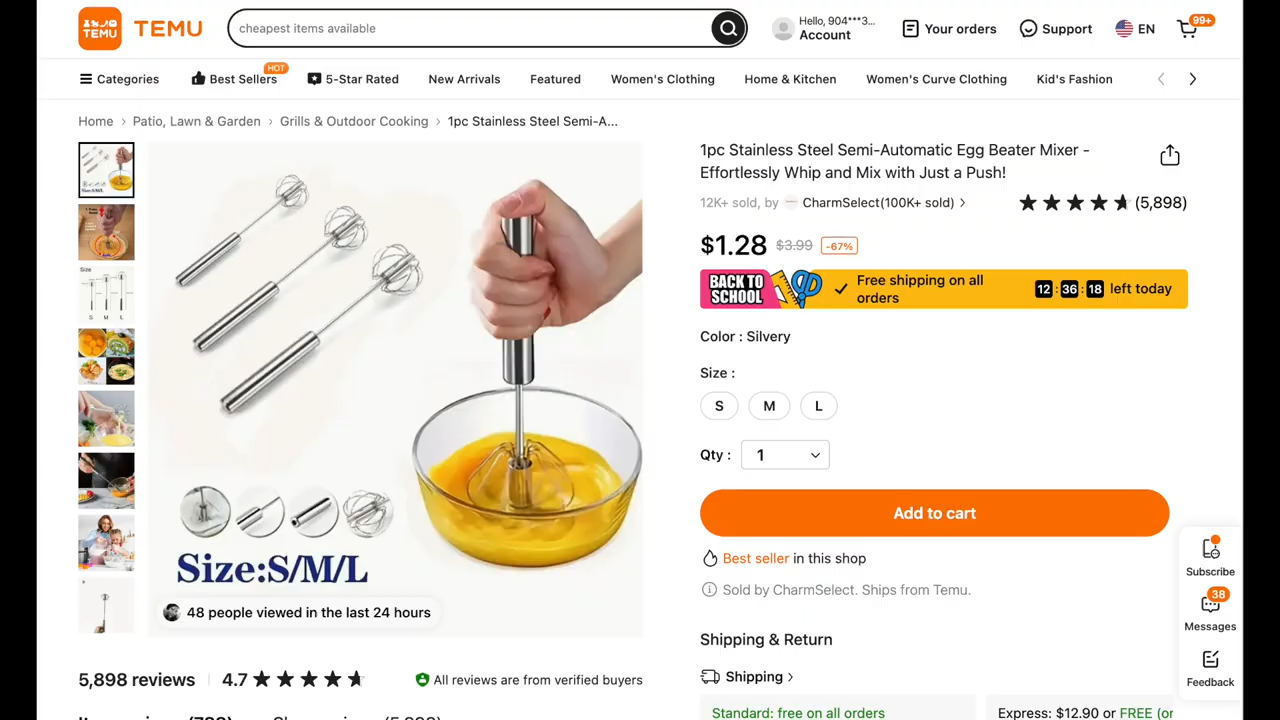 TEMU
TEMU
cheapest items available
Hello, 904***3...
Account
Your orders
Support
EN
99+
Categories
Best Sellers
HOT
5-Star Rated
New Arrivals
Featured
Women's Clothing
Home & Kitchen
Women's Curve Clothing
Kid's Fashion
Home > Patio, Lawn & Garden > Grills & Outdoor Cooking > 1pc Stainless Steel Semi-A...
1pc Stainless Steel Semi-Automatic Egg Beater Mixer -
Effortlessly Whip and Mix with Just a Push!
12K+ sold, by CharmSelect(100K+ sold) >
(5,898)
$1.28 $3.99 -67%
BACK TO
SCHOOL
Free shipping on all
orders
12:36:18 left today
Color : Silvery
Size :
S M L
Qty : 1
Add to cart
Best seller in this shop
Sold by CharmSelect. Ships from Temu.
Shipping & Return
Shipping >
Standard: free on all orders
Express: $12.90 or FREE (or
Size
S M L
Size:S/M/L
48 people viewed in the last 24 hours
5,898 reviews
4.7
All reviews are from verified buyers
Subscribe
38
Messages
Feedback